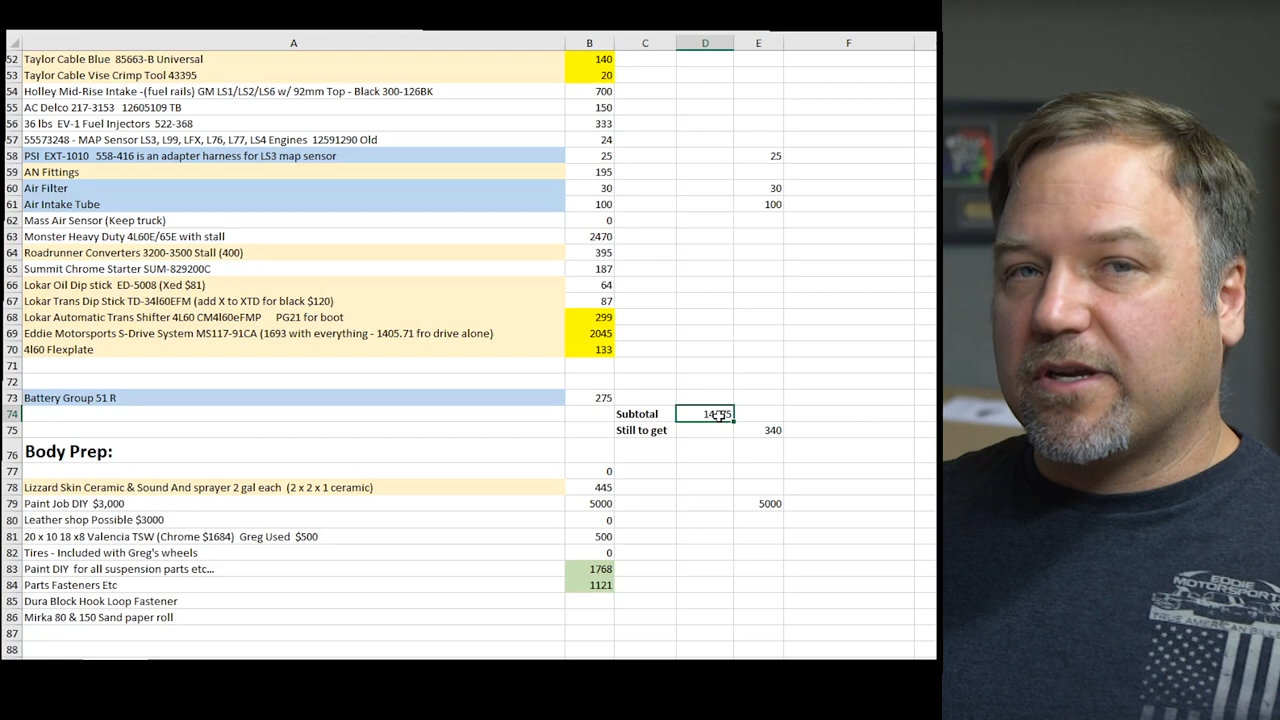 A B C D E F
52 Taylor Cable Blue 85663-B Universal 140
53 Taylor Cable Vise Crimp Tool 43395 20
54 Holley Mid-Rise Intake -(fuel rails) GM LS1/LS2/LS6 w/ 92mm Top - Black 300-126BK 700
55 AC Delco 217-3153 12605109 TB 150
56 36 lbs EV-1 Fuel Injectors 522-368 333
57 55573248 - MAP Sensor LS3, L99, LFX, L76, L77, LS4 Engines 12591290 Old 24
58 PSI EXT-1010 558-416 is an adapter harness for LS3 map sensor 25 25
59 AN Fittings 195
60 Air Filter 30 30
61 Air Intake Tube 100 100
62 Mass Air Sensor (Keep truck) 0
63 Monster Heavy Duty 4L60E/65E with stall 2470
64 Roadrunner Converters 3200-3500 Stall (400) 395
65 Summit Chrome Starter SUM-829200C 187
66 Lokar Oil Dip stick ED-5008 (Xed $81) 64
67 Lokar Trans Dip Stick TD-34l60EFM (add X to XTD for black $120) 87
68 Lokar Automatic Trans Shifter 4L60 CM4l60eFMP PG21 for boot 299
69 Eddie Motorsports S-Drive System MS117-91CA (1693 with everything - 1405.71 fro drive alone) 2045
70 4l60 Flexplate 133
71
72
73 Battery Group 51 R 275
74 Subtotal
75 Still to get 340
76 Body Prep:
77 0
78 Lizzard Skin Ceramic & Sound And sprayer 2 gal each (2 x 2 x 1 ceramic) 445
79 Paint Job DIY $3,000 5000 5000
80 Leather shop Possible $3000 0
81 20 x 10 18 x8 Valencia TSW (Chrome $1684) Greg Used $500 500
82 Tires - Included with Greg's wheels 0
83 Paint DIY for all suspension parts etc... 1768
84 Parts Fasteners Etc 1121
85 Dura Block Hook Loop Fastener
86 Mirka 80 & 150 Sand paper roll
87
88
EDDIE
MOTORSPORTS